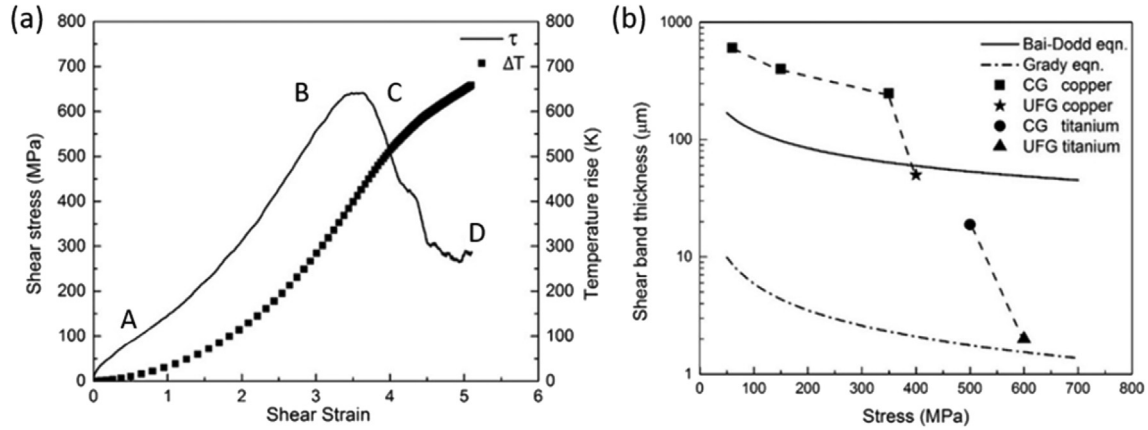 (a)
800
700
600
500
400
300
200
100
0
Shear stress (MPa)
τ
ΔT
A
B
C
D
800
700
600
500
400
300
200
100
0
Temperature rise (K)
0 1 2 3 4 5 6
Shear Strain
(b)
1000
100
10
1
Shear band thickness (μm)
Bai-Dodd eqn.
Grady eqn.
CG copper
UFG copper
CG titanium
UFG titanium
0 100 200 300 400 500 600 700 800
Stress (MPa)